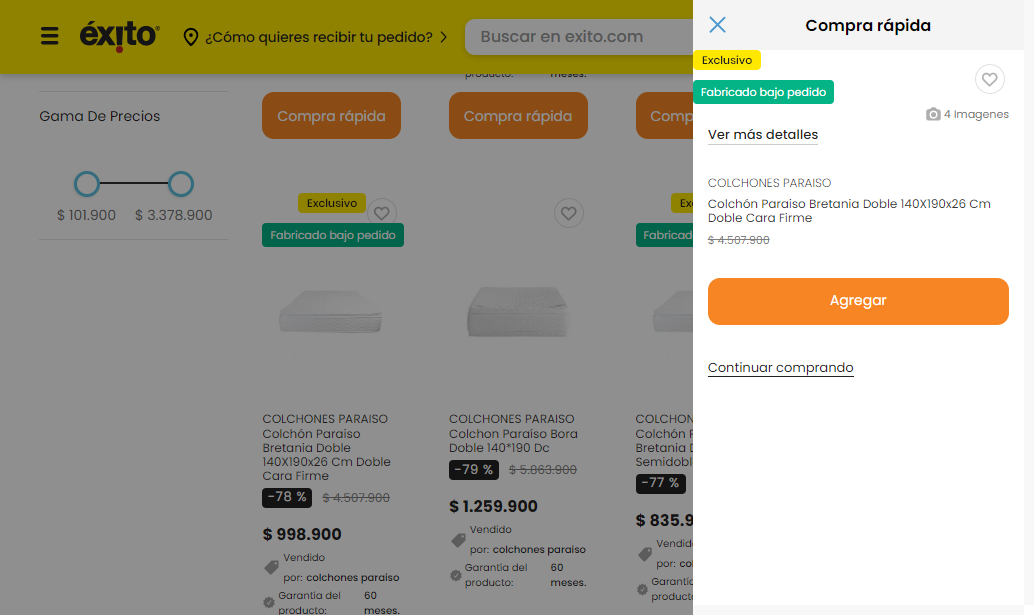 éxito
¿Cómo quieres recibir tu pedido?
Buscar en exito.com
producto: meses.
Gama De Precios
$ 101.900 $ 3.378.900
Compra rápida Compra rápida Comp
Exclusivo
Fabricado bajo pedido
COLCHONES PARAISO
Colchón Paraiso
Bretania Doble
140X190x26 Cm Doble
Cara Firme
-78 % $ 4.507.900
$ 998.900
Vendido
por: colchones paraiso
Garantía del 60
producto: meses.
COLCHONES PARAISO
Colchon Paraíso Bora
Doble 140*190 Dc
-79 % $ 5.863.900
$ 1.259.900
Vendido
por: colchones paraiso
Garantía del 60
producto: meses.
Ex
Fabricad
COLCHON
Colchón P
Bretania D
Semidobl
-77 %
$ 835.9
Vendid
por: co
Garantí
product
Compra rápida
Exclusivo
Fabricado bajo pedido
4 Imagenes
Ver más detalles
COLCHONES PARAISO
Colchón Paraiso Bretania Doble 140X190x26 Cm
Doble Cara Firme
$ 4.507.900
Agregar
Continuar comprando